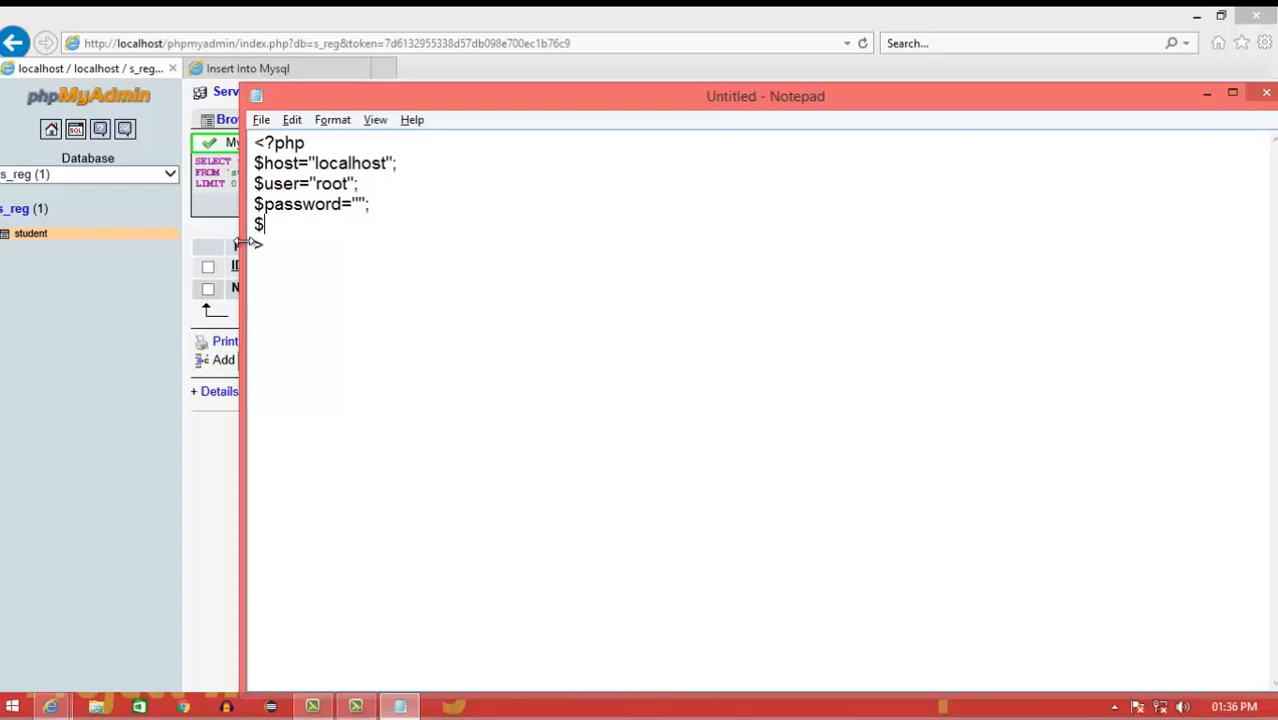 http://localhost/phpmyadmin/index.php?db=s_reg&token=7d6132955338d57db098e700ec1b76c9
Search...
localhost / localhost / s_reg...
Insert Into Mysql
phpMyAdmin
Database
s_reg (1)
s_reg (1)
student
Serv
Bro
My
SELECT
FROM `s
LIMIT 0
ID
N
Print
Add
+ Details
Untitled - Notepad
File Edit Format View Help
<?php
$host="localhost";
$user="root";
$password="";
$
>
01:36 PM